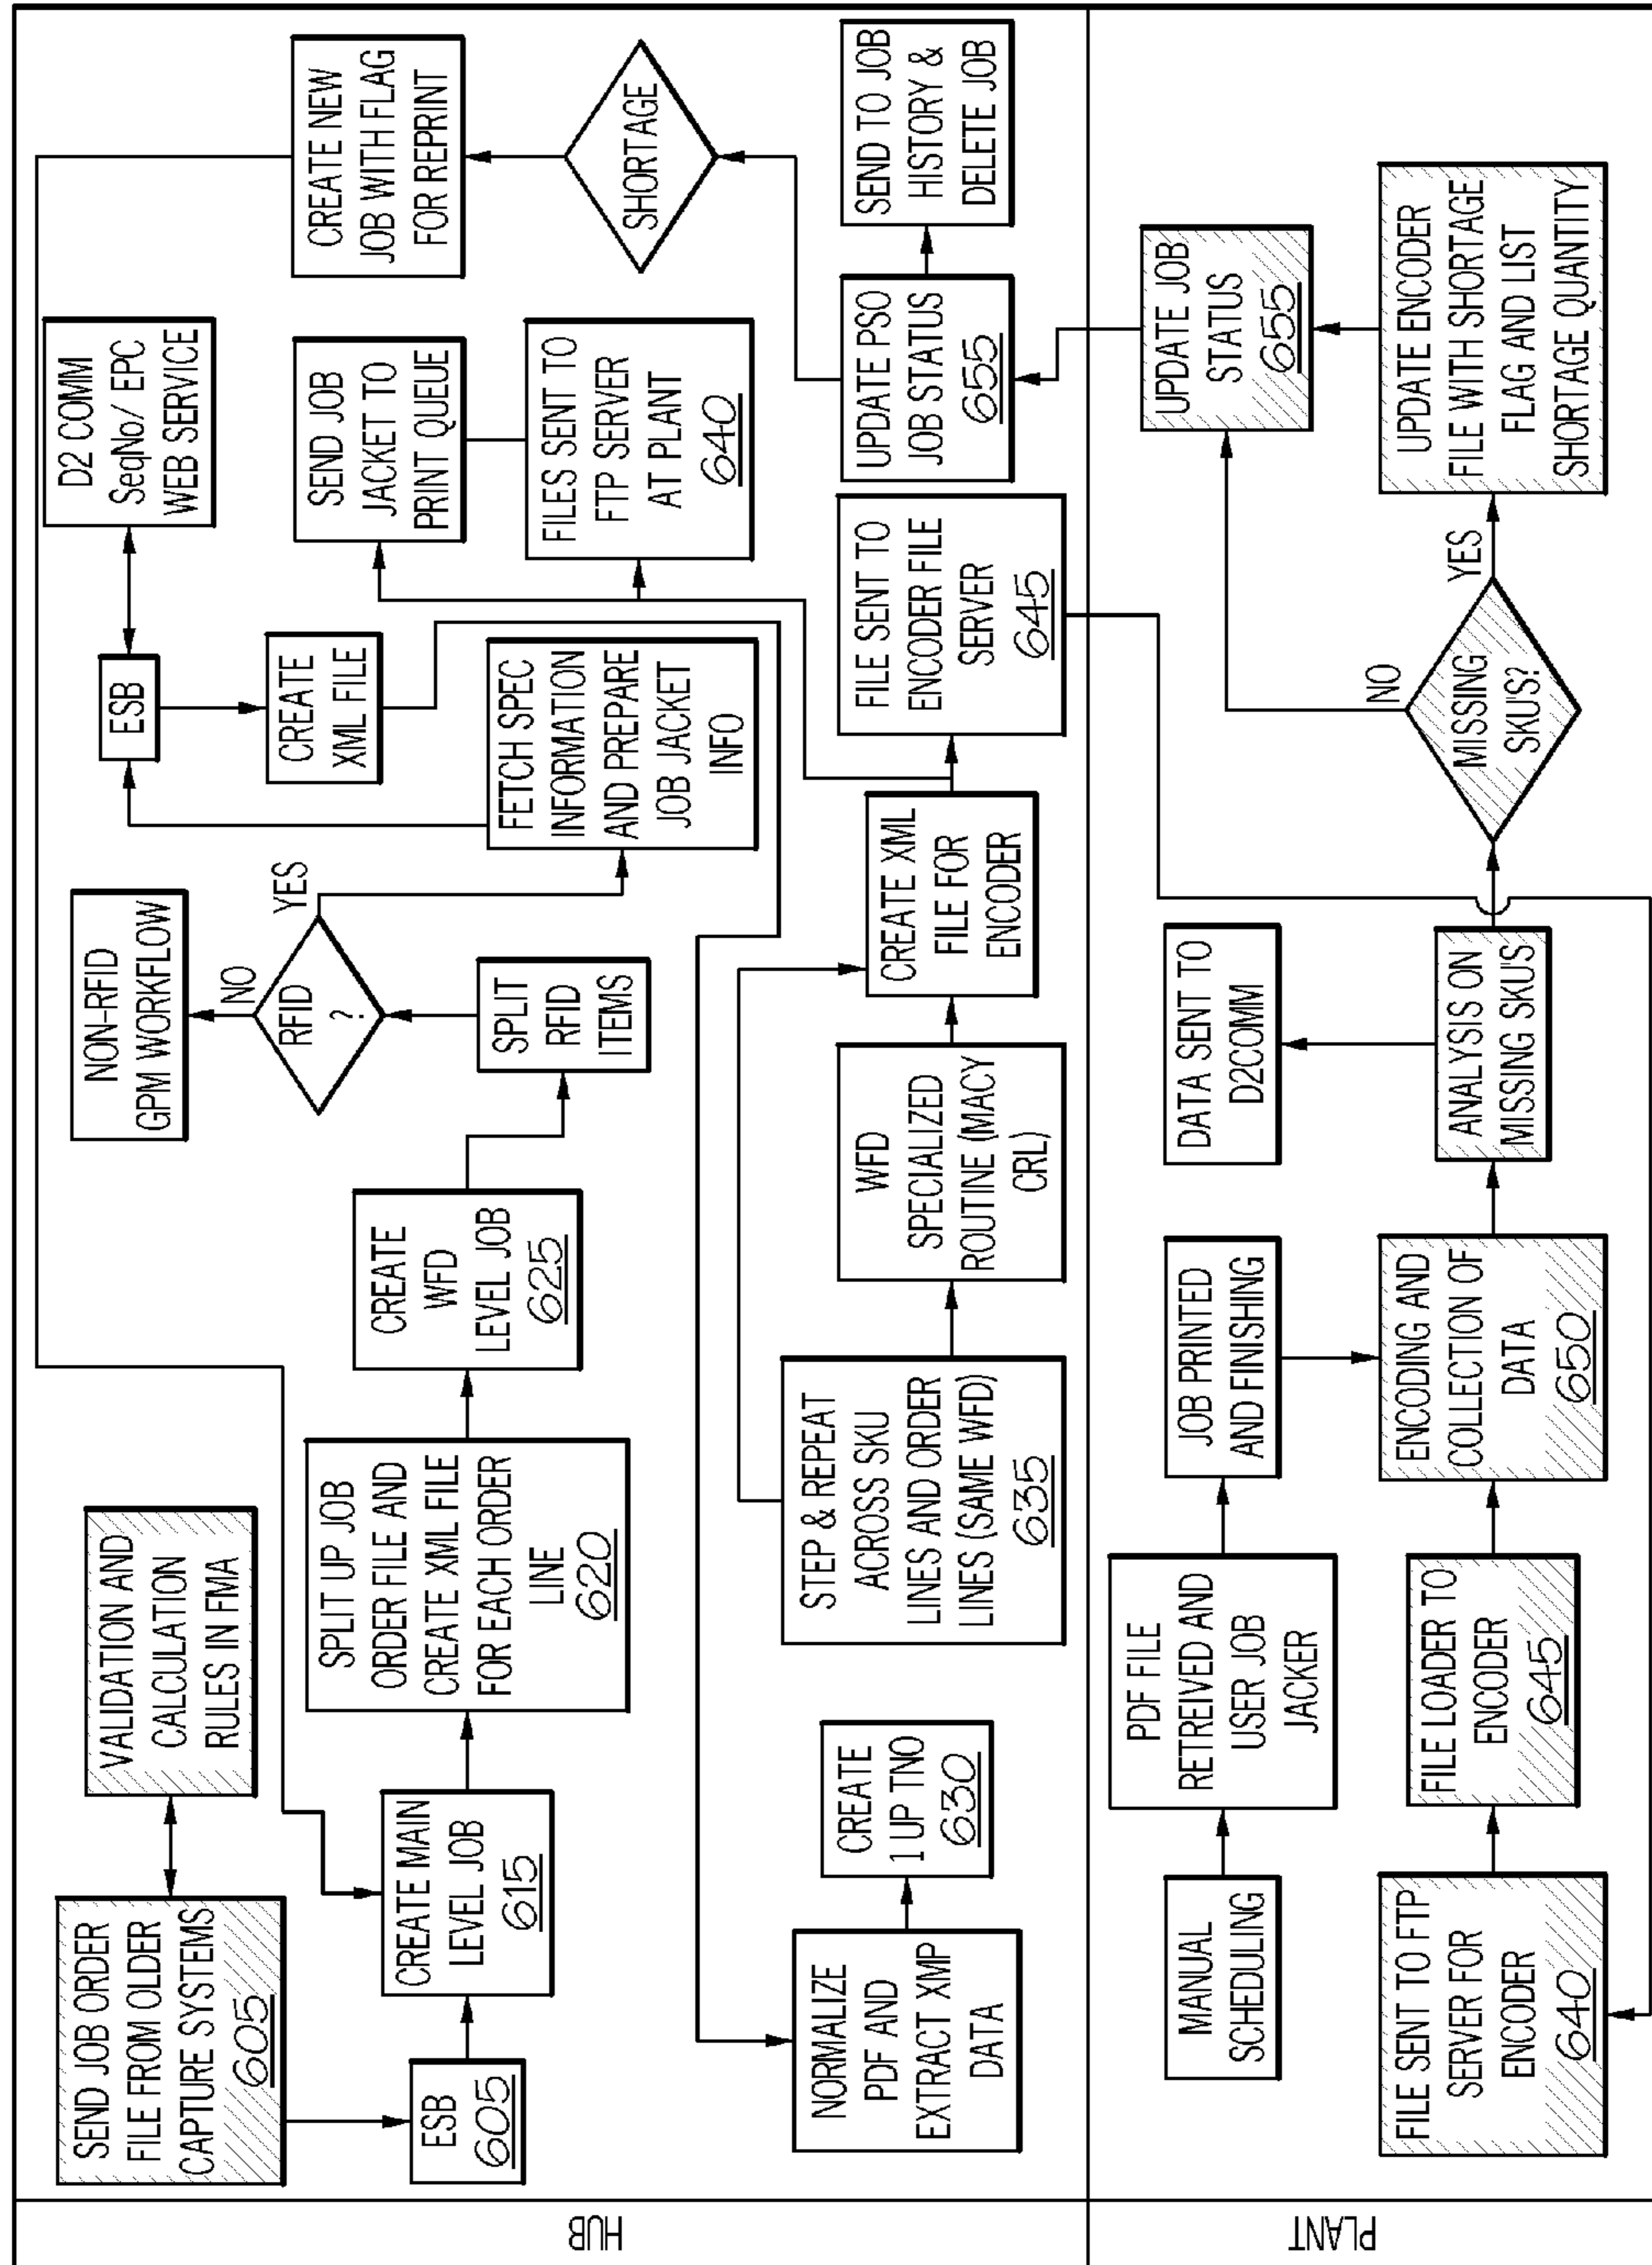 HUB
SEND JOB ORDER
FILE FROM OLDER
CAPTURE SYSTEMS
605
VALIDATION AND
CALCULATION
RULES IN FMA
ESB
605
CREATE MAIN
LEVEL JOB
615
SPLIT UP JOB
ORDER FILE AND
CREATE XML FILE
FOR EACH ORDER
LINE
620
CREATE
WFD
LEVEL JOB
625
SPLIT
RFID
ITEMS
RFID
?
NO
YES
NON-RFID
GPM WORKFLOW
FETCH SPEC
INFORMATION
AND PREPARE
JOB JACKET
INFO
ESB
D2 COMM
SeqNo/ EPC
WEB SERVICE
CREATE
XML FILE
NORMALIZE
PDF AND
EXTRACT XMP
DATA
CREATE
1 UP TNO
630
STEP & REPEAT
ACROSS SKU
LINES AND ORDER
LINES (SAME WFD)
635
WFD
SPECIALIZED
ROUTINE (MACY
CRL)
CREATE XML
FILE FOR
ENCODER
FILE SENT TO
ENCODER FILE
SERVER
645
SEND JOB
JACKET TO
PRINT QUEUE
FILES SENT TO
FTP SERVER
AT PLANT
640
UPDATE PSO
JOB STATUS
655
SEND TO JOB
HISTORY &
DELETE JOB
SHORTAGE
CREATE NEW
JOB WITH FLAG
FOR REPRINT
PLANT
MANUAL
SCHEDULING
PDF FILE
RETREIVED AND
USER JOB
JACKER
JOB PRINTED
AND FINISHING
FILE SENT TO FTP
SERVER FOR
ENCODER
640
FILE LOADER TO
ENCODER
645
ENCODING AND
COLLECTION OF
DATA
650
ANALYSIS ON
MISSING SKU'S
DATA SENT TO
D2COMM
MISSING
SKU'S?
NO
YES
UPDATE JOB
STATUS
655
UPDATE ENCODER
FILE WITH SHORTAGE
FLAG AND LIST
SHORTAGE QUANTITY